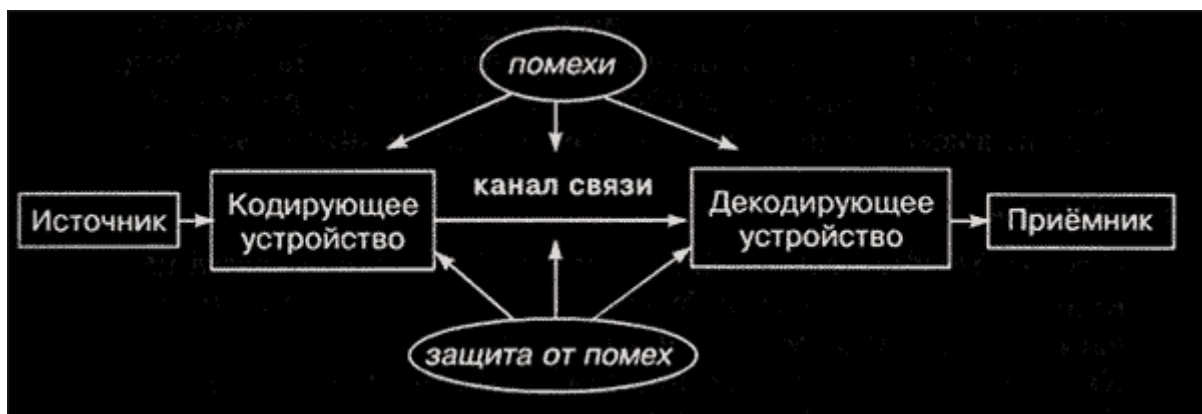 помехи
канал связи
Источник
Кодирующее
устройство
Декодирующее
устройство
Приёмник
защита от помех